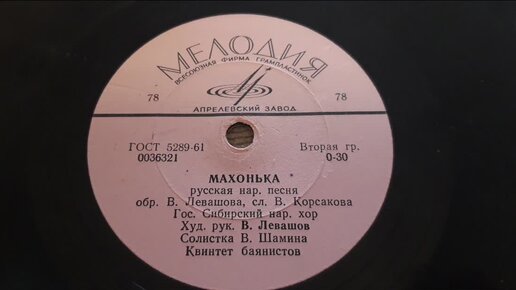 МЕЛОДИЯ
ВСЕСОЮЗНАЯ ФИРМА ГРАМПЛАСТИНОК
78 78
АПРЕЛЕВСКИЙ ЗАВОД
ГОСТ 5289-61 Вторая гр.
0036321 0-30
МАХОНЬКА
русская нар. песня
обр. В. Левашова, сл. В. Корсакова
Гос. Сибирский нар. хор
Худ. рук. В. Левашов
Солистка В. Шамина
Квинтет баянистов